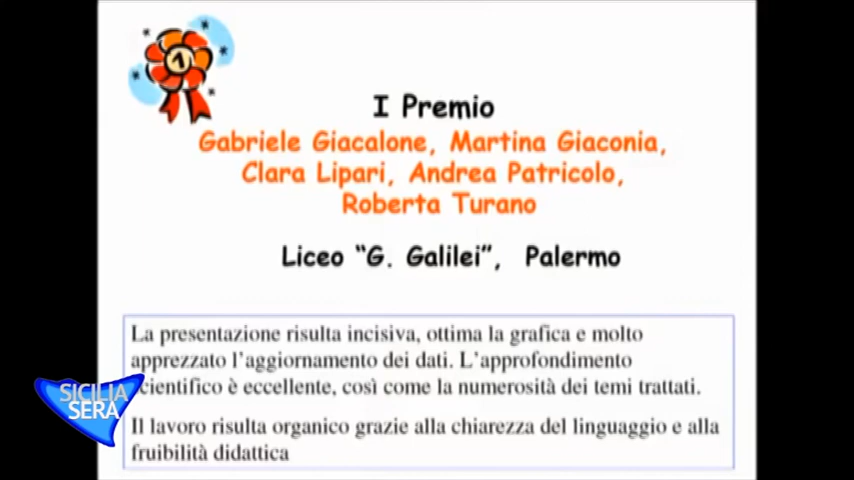 1
I Premio
Gabriele Giacalone, Martina Giaconia,
Clara Lipari, Andrea Patricolo,
Roberta Turano
Liceo “G. Galilei”, Palermo
La presentazione risulta incisiva, ottima la grafica e molto
apprezzato l’aggiornamento dei dati. L’approfondimento
scientifico è eccellente, così come la numerosità dei temi trattati.
Il lavoro risulta organico grazie alla chiarezza del linguaggio e alla
fruibilità didattica
SICILIA
SERA